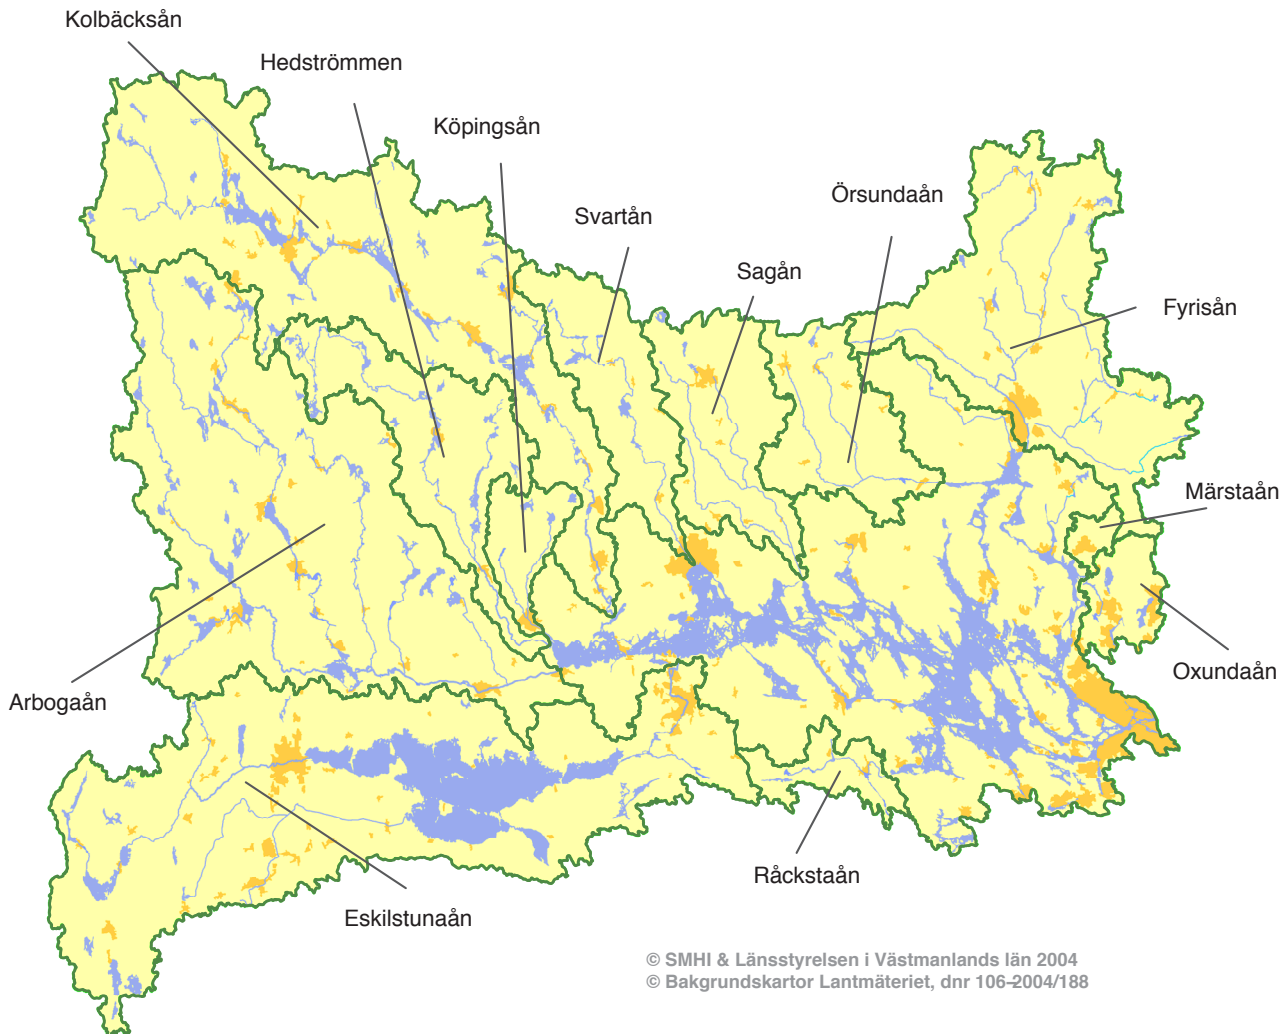 Kolbäcksån
Hedströmmen
Köpingsån
Örsundaån
Svartån
Sagån
Fyrisån
Märstaån
Oxundaån
Arbogaån
Råckstaån
Eskilstunaån
© SMHI & Länsstyrelsen i Västmanlands län 2004
© Bakgrundskartor Lantmäteriet, dnr 106-2004/188